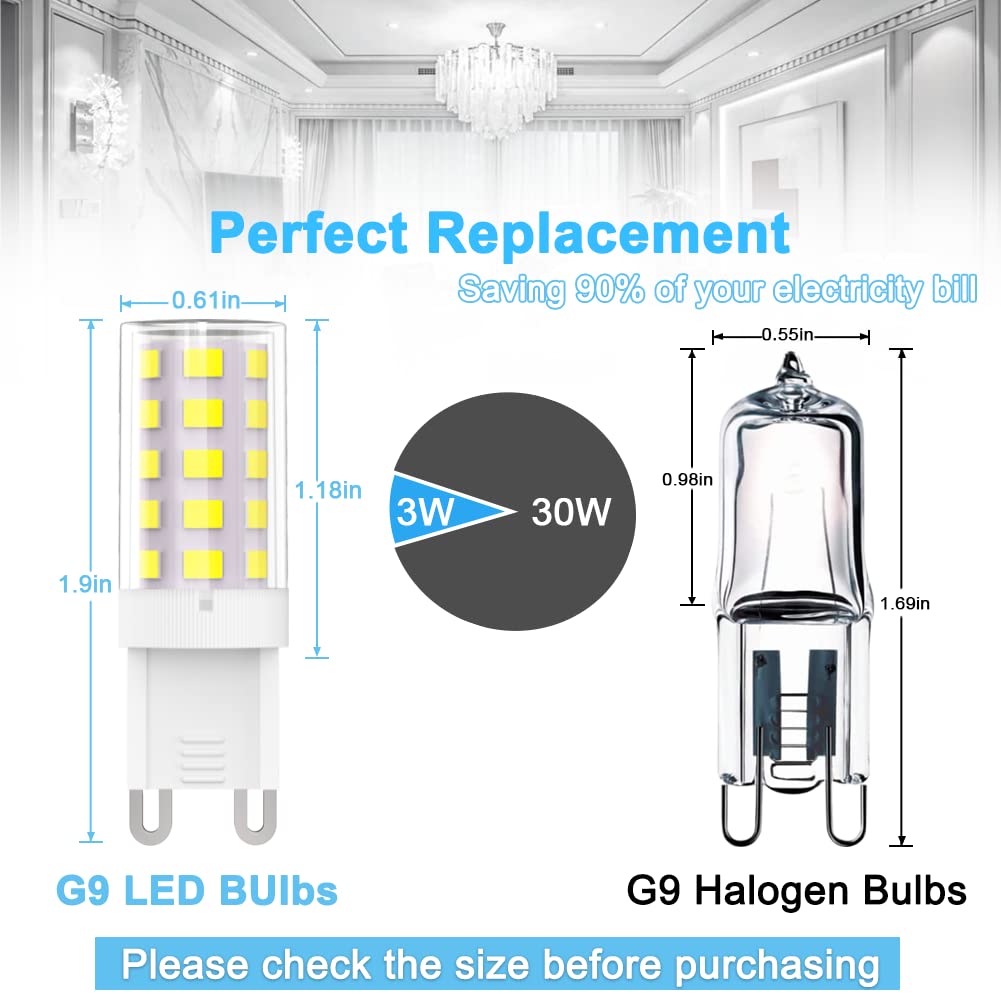 Perfect Replacement
Saving 90% of your electricity bill
0.61in
0.55in
1.18in
0.98in
3W
30W
1.9in
1.69in
G9 LED BUlbs
G9 Halogen Bulbs
Please check the size before purchasing